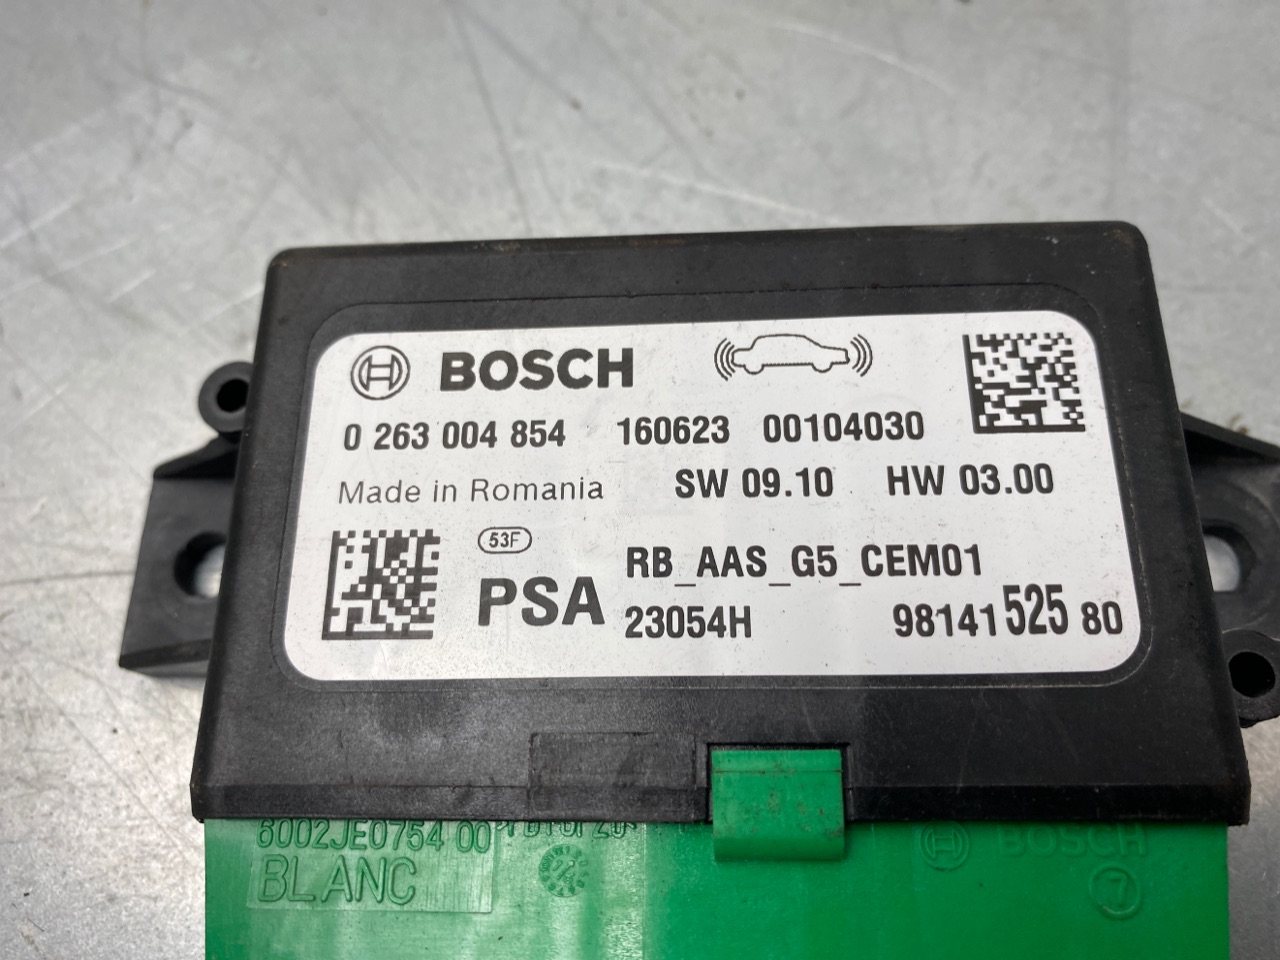 BOSCH
0 263 004 854 160623 00104030
Made in Romania SW 09.10 HW 03.00
53F RB_AAS_G5_CEM01
PSA 23054H 98141 525 80
6002JE0754 00
BLANC
BOSCH
7